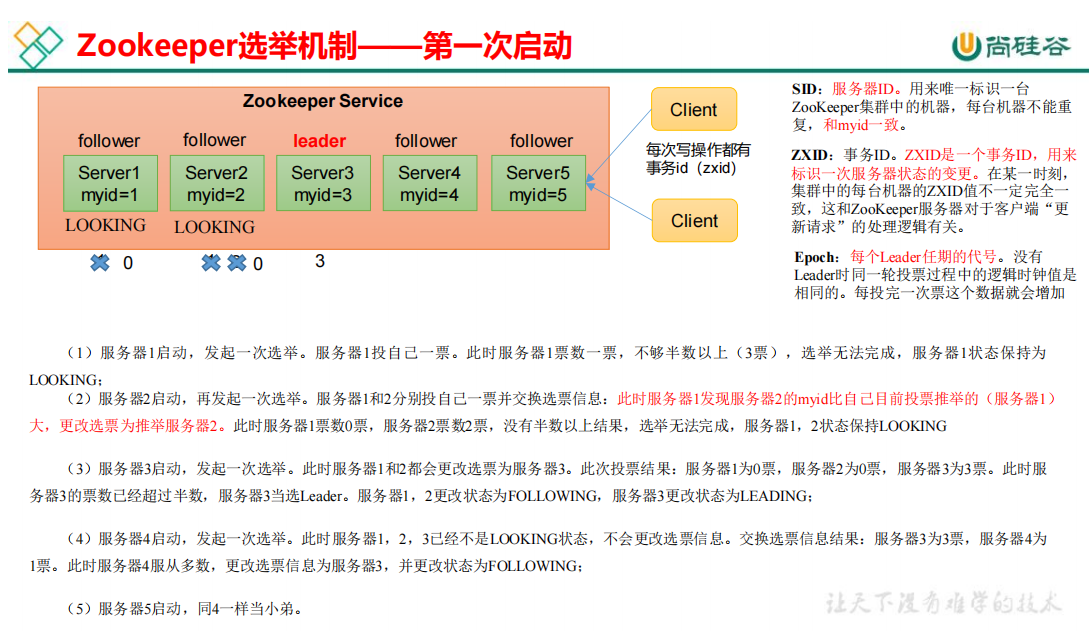 Zookeeper选举机制——第一次启动
尚硅谷
Zookeeper Service
follower
follower
leader
follower
follower
Server1
myid=1
Server2
myid=2
Server3
myid=3
Server4
myid=4
Server5
myid=5
LOOKING
LOOKING
0
0
3
Client
每次写操作都有
事务id（zxid）
Client
SID：服务器ID。用来唯一标识一台
ZooKeeper集群中的机器，每台机器不能重
复，和myid一致。
ZXID：事务ID。ZXID是一个事务ID，用来
标识一次服务器状态的变更。在某一时刻，
集群中的每台机器的ZXID值不一定完全一
致，这和ZooKeeper服务器对于客户端“更
新请求”的处理逻辑有关。
Epoch：每个Leader任期的代号。没有
Leader时同一轮投票过程中的逻辑时钟值是
相同的。每投完一次票这个数据就会增加
（1）服务器1启动，发起一次选举。服务器1投自己一票。此时服务器1票数一票，不够半数以上（3票），选举无法完成，服务器1状态保持为
LOOKING；
（2）服务器2启动，再发起一次选举。服务器1和2分别投自己一票并交换选票信息：此时服务器1发现服务器2的myid比自己目前投票推举的（服务器1）
大，更改选票为推举服务器2。此时服务器1票数0票，服务器2票数2票，没有半数以上结果，选举无法完成，服务器1，2状态保持LOOKING
（3）服务器3启动，发起一次选举。此时服务器1和2都会更改选票为服务器3。此次投票结果：服务器1为0票，服务器2为0票，服务器3为3票。此时服
务器3的票数已经超过半数，服务器3当选Leader。服务器1，2更改状态为FOLLOWING，服务器3更改状态为LEADING；
（4）服务器4启动，发起一次选举。此时服务器1，2，3已经不是LOOKING状态，不会更改选票信息。交换选票信息结果：服务器3为3票，服务器4为
1票。此时服务器4服从多数，更改选票信息为服务器3，并更改状态为FOLLOWING；
（5）服务器5启动，同4一样当小弟。
让天下没有难学的技术